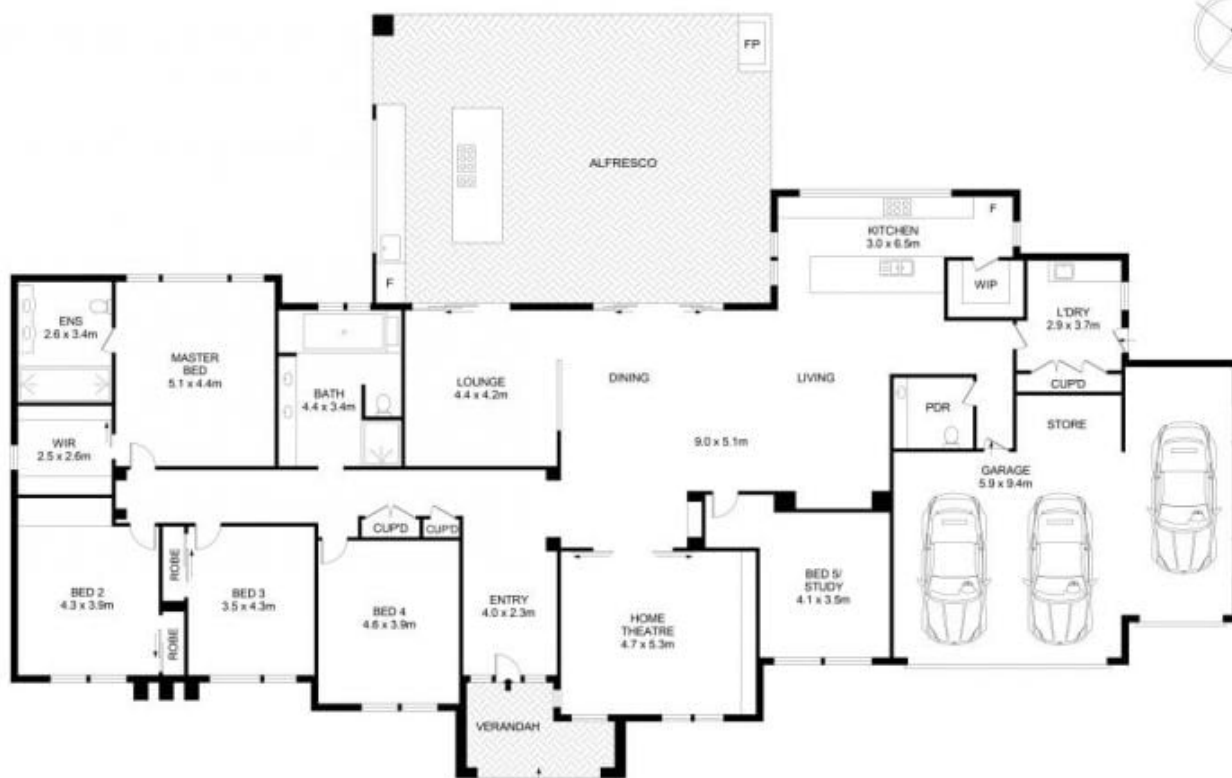 FP
ALFRESCO
F
F
KITCHEN
3.0 x 6.5m
WIP
L'DRY
2.9 x 3.7m
CUP'D
ENS
2.6 x 3.4m
MASTER
BED
5.1 x 4.4m
BATH
4.4 x 3.4m
LOUNGE
4.4 x 4.2m
DINING
LIVING
9.0 x 5.1m
PDR
STORE
GARAGE
5.9 x 9.4m
WIR
2.5 x 2.6m
CUP'D
CUP'D
BED 2
4.3 x 3.9m
ROBE
ROBE
BED 3
3.5 x 4.3m
BED 4
4.6 x 3.9m
ENTRY
4.0 x 2.3m
HOME
THEATRE
4.7 x 5.3m
BED 5/
STUDY
4.1 x 3.5m
VERANDAH